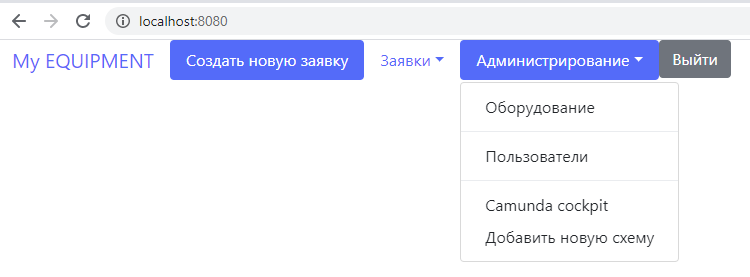 localhost:8080
My EQUIPMENT Создать новую заявку Заявки Администрирование Выйти
Оборудование
Пользователи
Camunda cockpit
Добавить новую схему